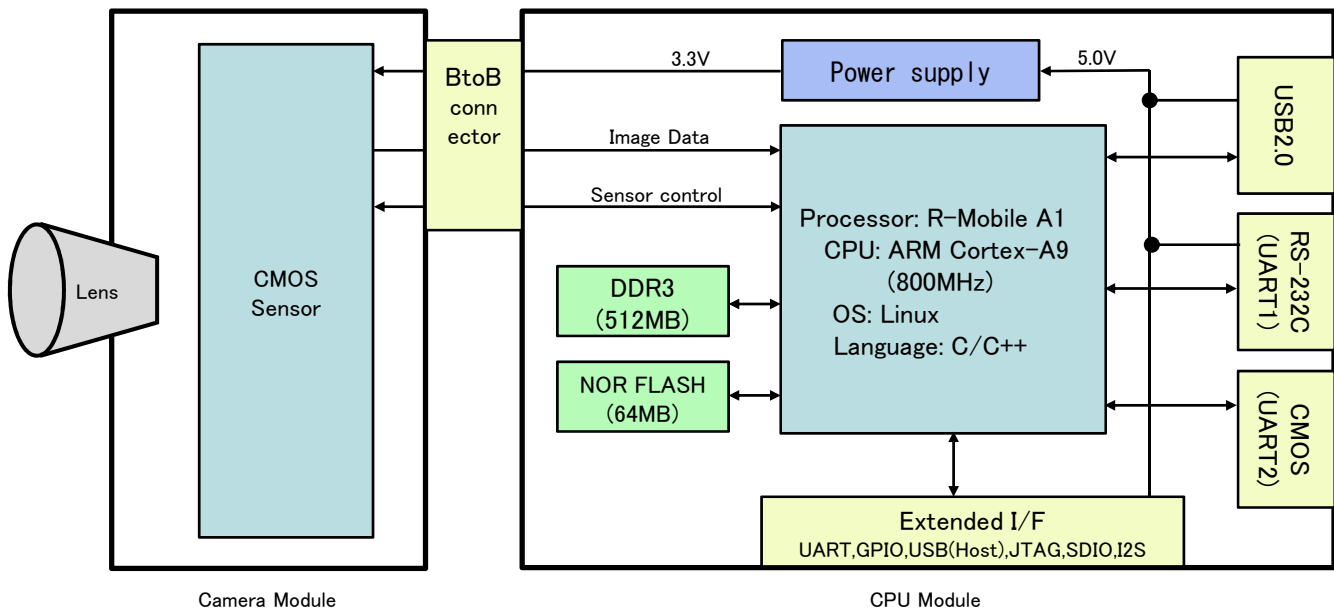 Lens
CMOS
Sensor
BtoB
conn
ector
3.3V
Power supply
5.0V
Image Data
Sensor control
Processor: R-Mobile A1
CPU: ARM Cortex-A9
(800MHz)
OS: Linux
Language: C/C++
DDR3
(512MB)
NOR FLASH
(64MB)
USB2.0
RS-232C
(UART1)
CMOS
(UART2)
Extended I/F
UART,GPIO,USB(Host),JTAG,SDIO,I2S
Camera Module
CPU Module